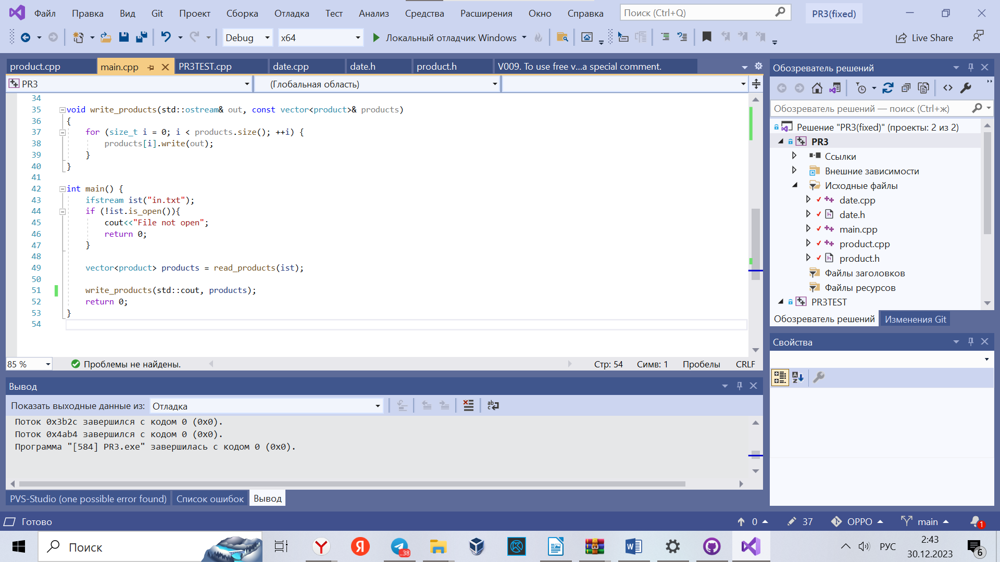 Файл Правка Вид Git Проект Сборка Отладка Тест Анализ Средства Расширения Окно Справка Поиск (Ctrl+Q) PR3(fixed)
Debug x64 Локальный отладчик Windows Live Share
product.cpp main.cpp PR3TEST.cpp date.cpp date.h product.h V009. To use free v...a special comment.
PR3 (Глобальная область)
34
35 void write_products(std::ostream& out, const vector<product>& products)
36 {
37 for (size_t i = 0; i < products.size(); ++i) {
38 products[i].write(out);
39 }
40 }
41
42 int main() {
43 ifstream ist("in.txt");
44 if (!ist.is_open()){
45 cout<<"File not open";
46 return 0;
47 }
48
49 vector<product> products = read_products(ist);
50
51 write_products(std::cout, products);
52 return 0;
53 }
54
85 % Проблемы не найдены. Стр: 54 Симв: 1 Пробелы CRLF
Вывод
Показать выходные данные из: Отладка
Поток 0x3b2c завершился с кодом 0 (0x0).
Поток 0x4ab4 завершился с кодом 0 (0x0).
Программа "[584] PR3.exe" завершилась с кодом 0 (0x0).
PVS-Studio (one possible error found) Список ошибок Вывод
Обозреватель решений
Обозреватель решений — поиск (Ctrl+ж)
Решение "PR3(fixed)" (проекты: 2 из 2)
PR3
Ссылки
Внешние зависимости
Исходные файлы
date.cpp
date.h
main.cpp
product.cpp
product.h
Файлы заголовков
Файлы ресурсов
PR3TEST
Обозреватель решений Изменения Git
Свойства
Готово 0 37 OPPO main 1
Поиск ..38 РУС 2:43
30.12.2023 6